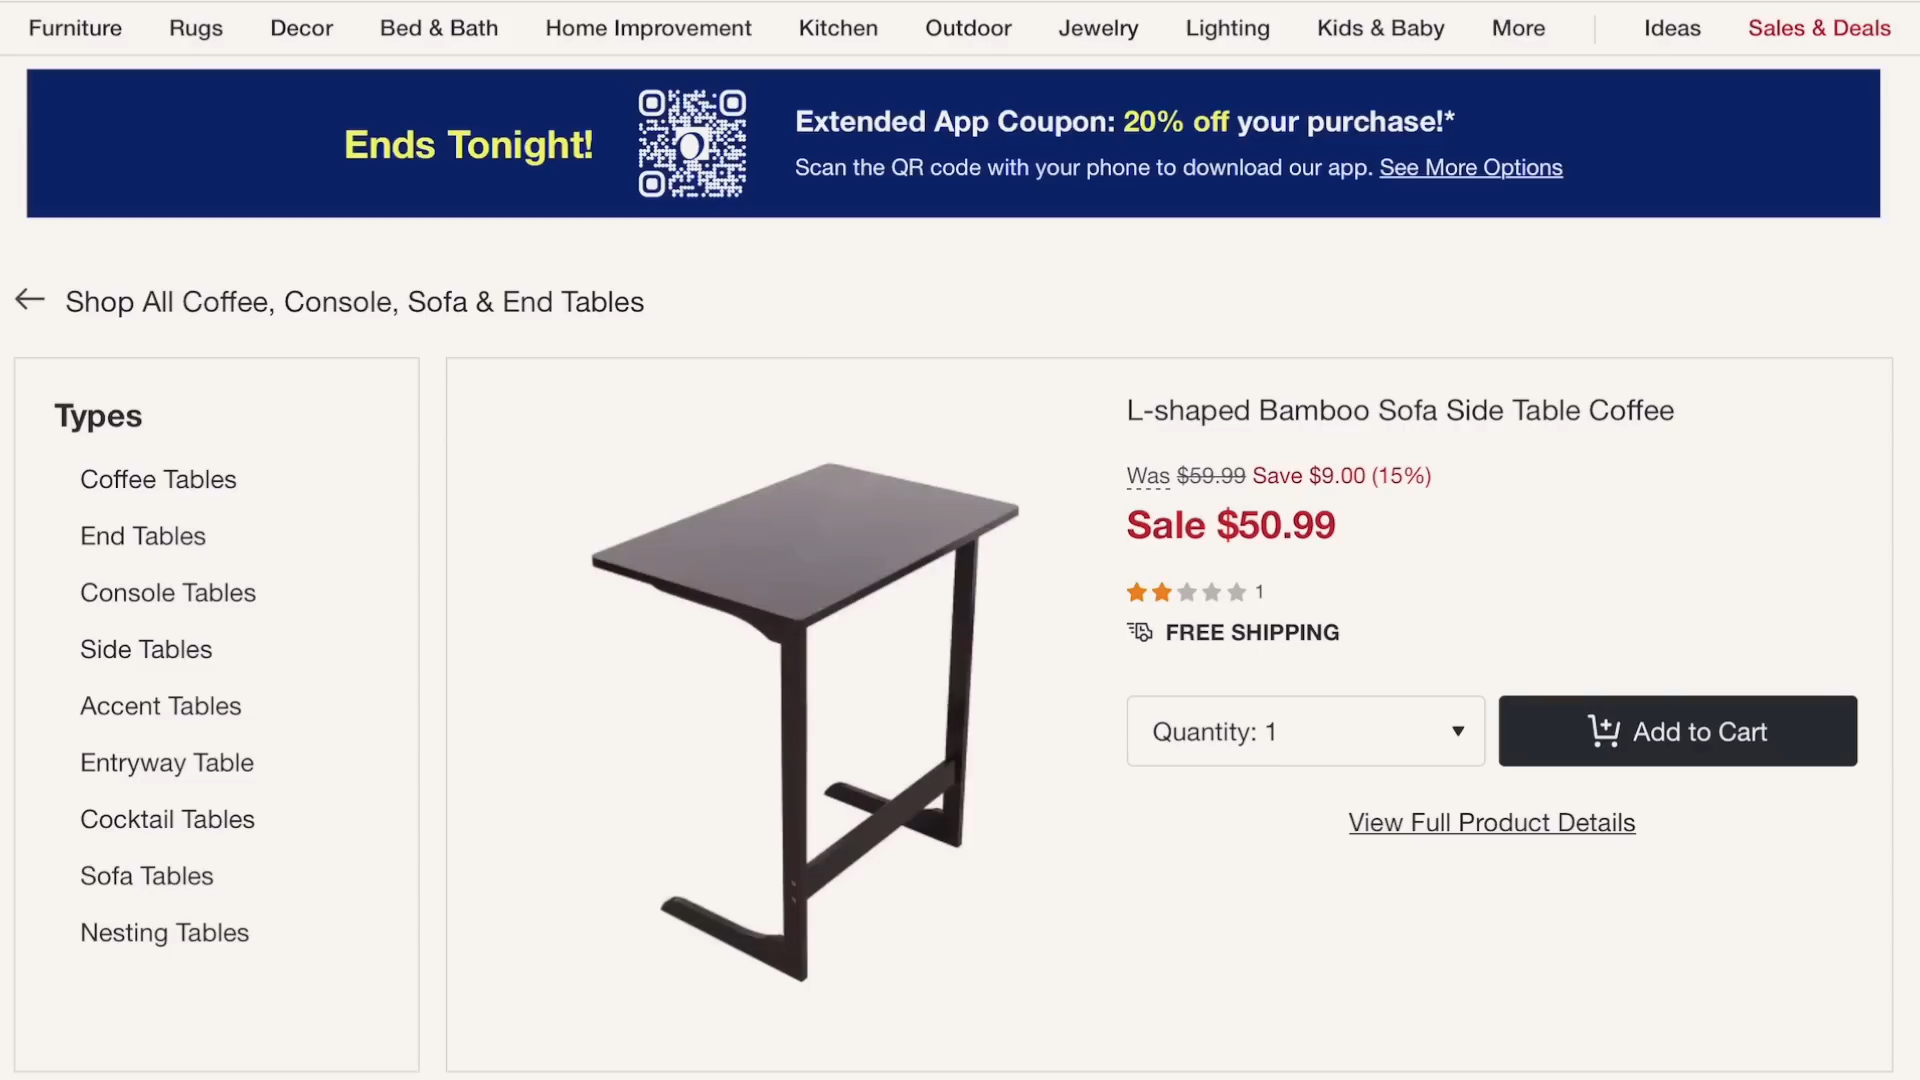 Furniture Rugs Decor Bed & Bath Home Improvement Kitchen Outdoor Jewelry Lighting Kids & Baby More Ideas Sales & Deals
Ends Tonight!
Extended App Coupon: 20% off your purchase!*
Scan the QR code with your phone to download our app. See More Options
Shop All Coffee, Console, Sofa & End Tables
Types
Coffee Tables
End Tables
Console Tables
Side Tables
Accent Tables
Entryway Table
Cocktail Tables
Sofa Tables
Nesting Tables
L-shaped Bamboo Sofa Side Table Coffee
Was $59.99 Save $9.00 (15%)
Sale $50.99
1
FREE SHIPPING
Quantity: 1
Add to Cart
View Full Product Details